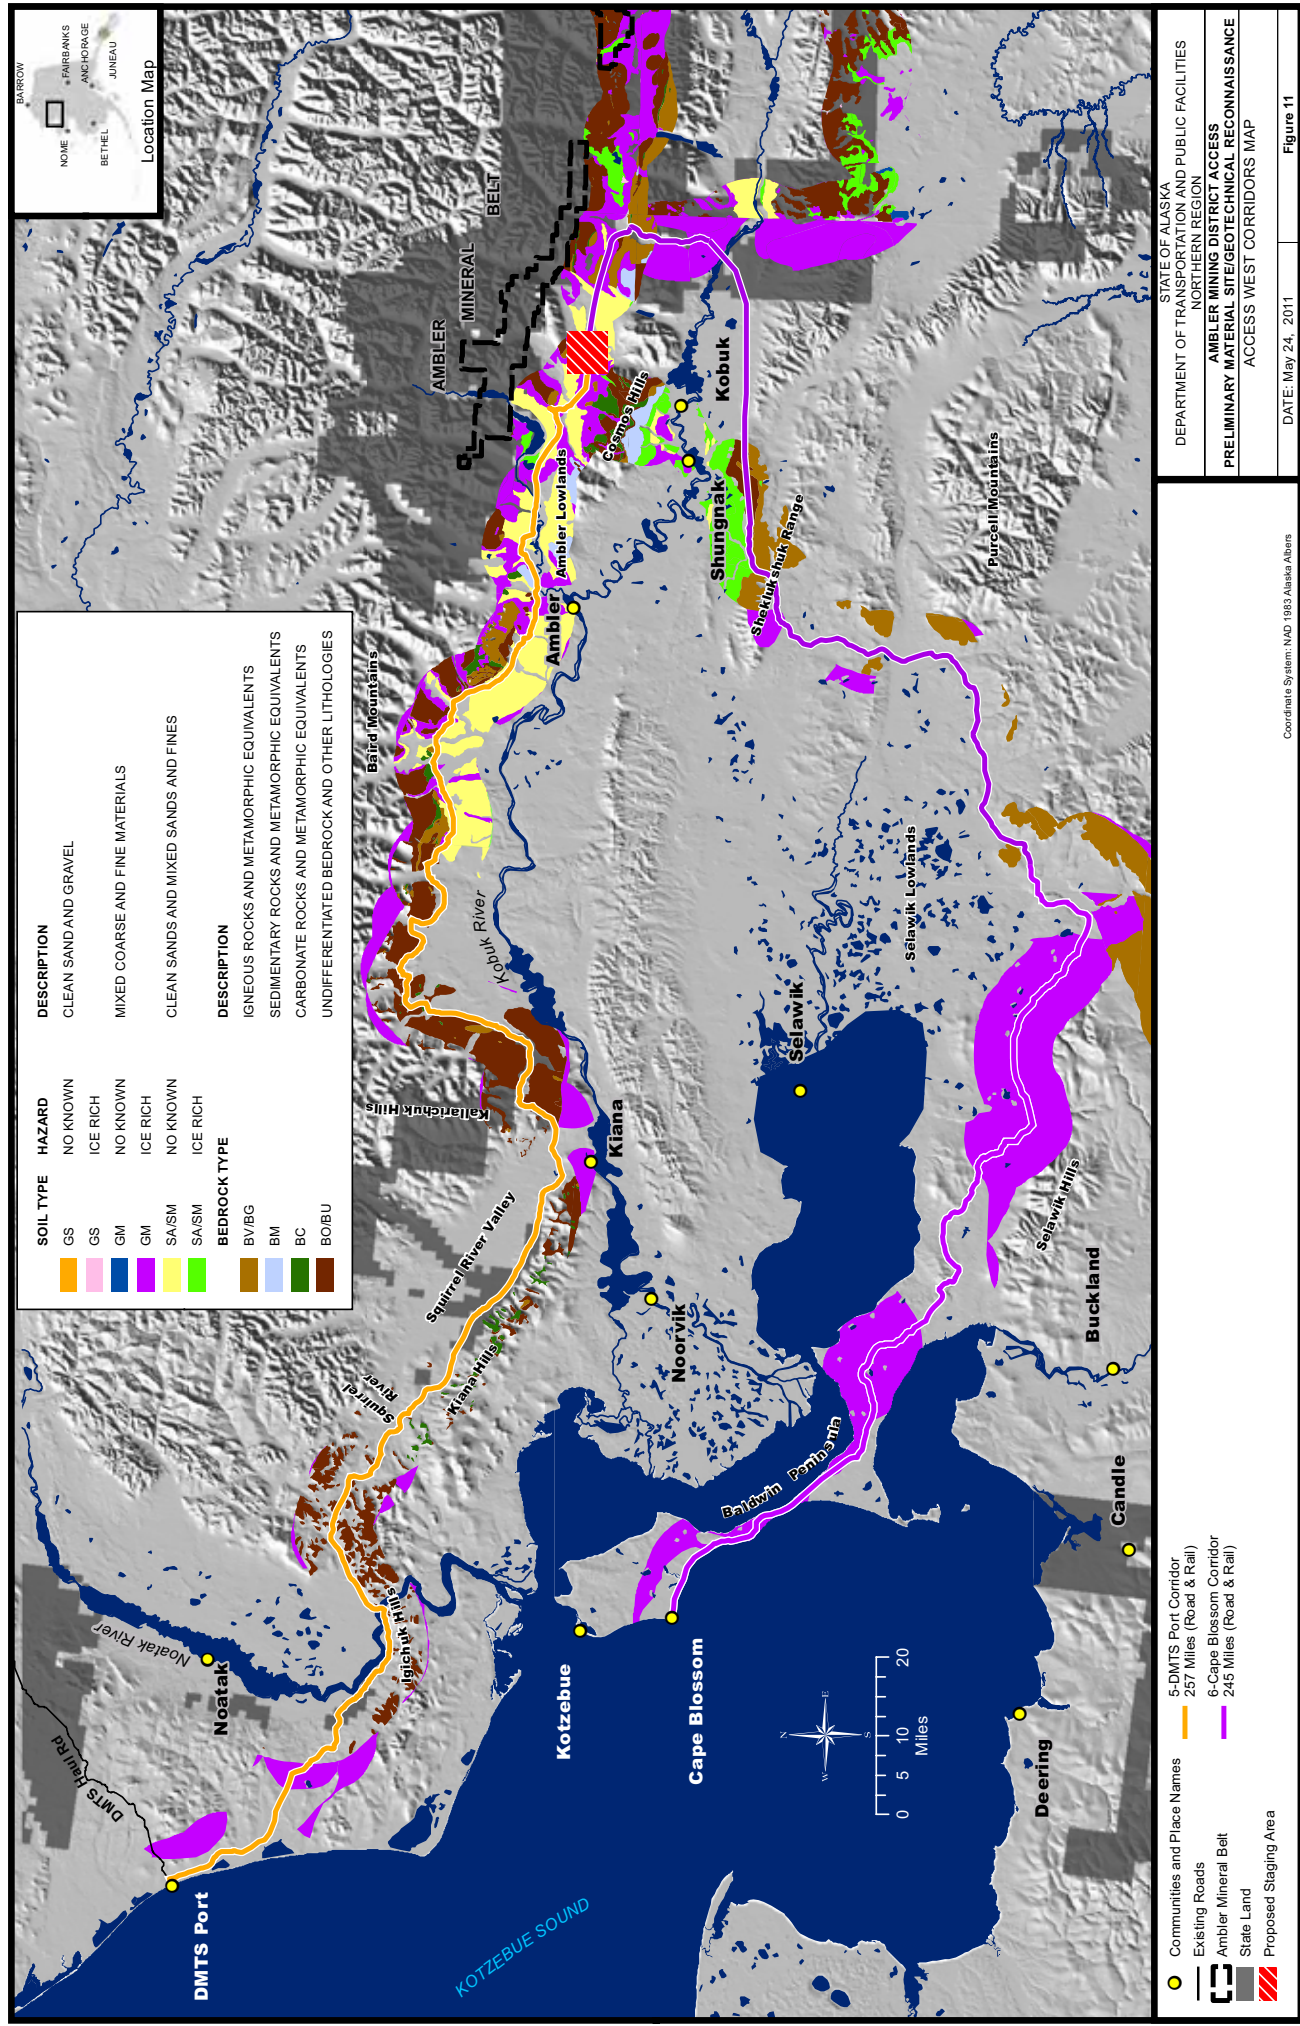 BARROW
FAIRBANKS
ANCHORAGE
NOME
BETHEL
JUNEAU
Location Map
SOIL TYPE HAZARD DESCRIPTION
GS NO KNOWN CLEAN SAND AND GRAVEL
GS ICE RICH
GM NO KNOWN MIXED COARSE AND FINE MATERIALS
GM ICE RICH
SA/SM NO KNOWN CLEAN SANDS AND MIXED SANDS AND FINES
SA/SM ICE RICH
BEDROCK TYPE DESCRIPTION
BV/BG IGNEOUS ROCKS AND METAMORPHIC EQUIVALENTS
BM SEDIMENTARY ROCKS AND METAMORPHIC EQUIVALENTS
BC CARBONATE ROCKS AND METAMORPHIC EQUIVALENTS
BO/BU UNDIFFERENTIATED BEDROCK AND OTHER LITHOLOGIES
DMTS Haul Rd
Noatak River
Noatak
DMTS Port
Igichuk Hills
Squirrel
River
Kiana Hills
Squirrel River Valley
Kallarichuk Hills
Kiana
Kobuk River
Baird Mountains
Ambler
Ambler Lowlands
AMBLER
MINERAL
BELT
Cosmos Hills
Kobuk
Shungnak
Shekluk shuk Range
Purcell Mountains
Selawik Lowlands
Selawik
Noorvik
Selawik Hills
Buckland
Candle
Baldwin Peninsula
Kotzebue
Cape Blossom
Deering
KOTZEBUE SOUND
N
E
S
W
0 5 10 20
Miles
Communities and Place Names
Existing Roads
Ambler Mineral Belt
State Land
Proposed Staging Area
5-DMTS Port Corridor
257 Miles (Road & Rail)
6-Cape Blossom Corridor
245 Miles (Road & Rail)
Coordinate System: NAD 1983 Alaska Albers
STATE OF ALASKA
DEPARTMENT OF TRANSPORTATION AND PUBLIC FACILITIES
NORTHERN REGION
AMBLER MINING DISTRICT ACCESS
PRELIMINARY MATERIAL SITE/GEOTECHNICAL RECONNAISSANCE
ACCESS WEST CORRIDORS MAP
DATE: May 24, 2011
Figure 11